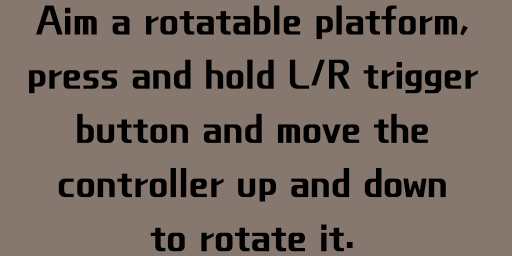 Aim a rotatable platform,
press and hold L/R trigger
button and move the
controller up and down
to rotate it.